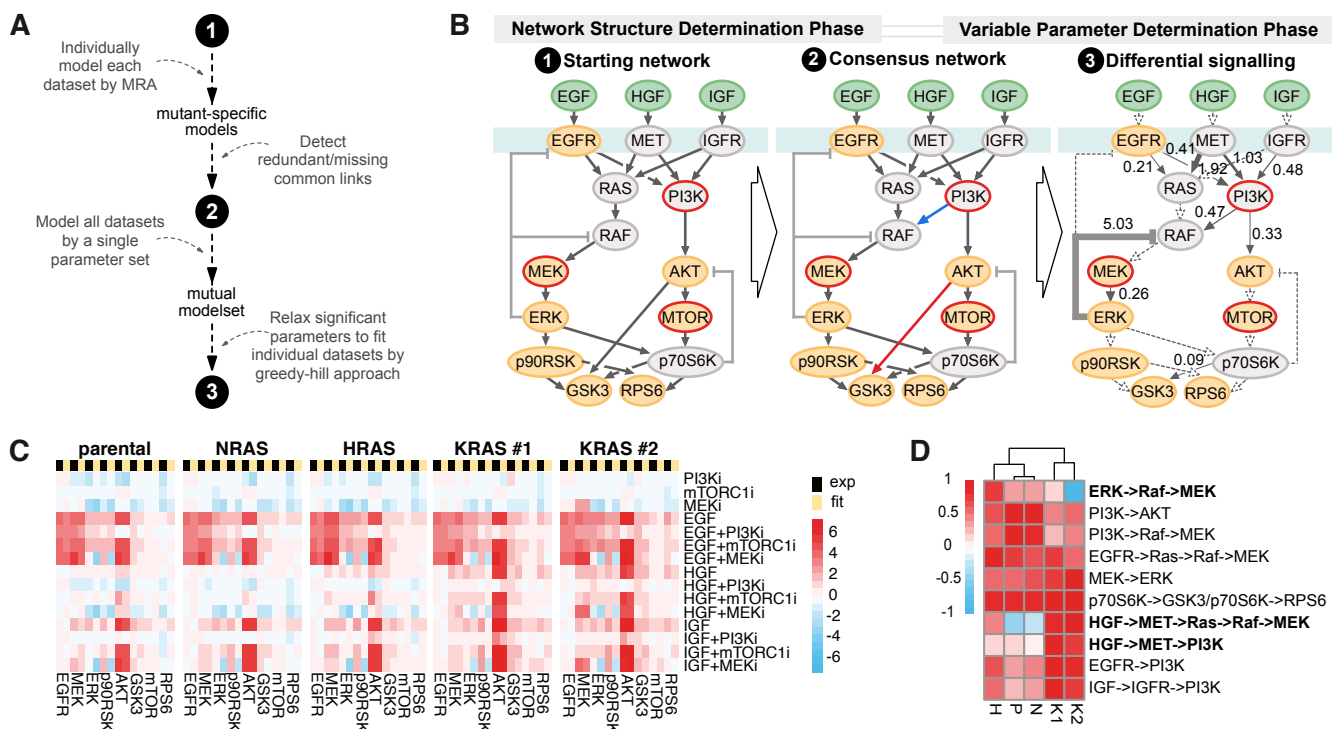 A
1
Individually
model each
dataset by MRA
mutant-specific
models
Detect
redundant/missing
common links
2
Model all datasets
by a single
parameter set
mutual
modelset
Relax significant
parameters to fit
individual datasets by
greedy-hill approach
3
B
Network Structure Determination Phase
Variable Parameter Determination Phase
1 Starting network
EGF HGF IGF
EGFR MET IGFR
RAS
PI3K
RAF
MEK AKT
ERK MTOR
p90RSK p70S6K
GSK3 RPS6
2 Consensus network
EGF HGF IGF
EGFR MET IGFR
RAS
PI3K
RAF
MEK AKT
ERK MTOR
p90RSK p70S6K
GSK3 RPS6
3 Differential signalling
EGF HGF IGF
EGFR MET IGFR
0.41 1.03
0.21 1.92 0.48
RAS PI3K
5.03 0.47
RAF 0.33
MEK AKT
0.26
ERK MTOR
p90RSK 0.09 p70S6K
GSK3 RPS6
C
parental NRAS HRAS KRAS #1 KRAS #2
PI3Ki
mTORC1i
MEKi
EGF
EGF+PI3Ki
EGF+mTORC1i
EGF+MEKi
HGF
HGF+PI3Ki
HGF+mTORC1i
HGF+MEKi
IGF
IGF+PI3Ki
IGF+mTORC1i
IGF+MEKi
EGFR MEK ERK p90RSK AKT GSK3 mTOR RPS6
EGFR MEK ERK p90RSK AKT GSK3 mTOR RPS6
EGFR MEK ERK p90RSK AKT GSK3 mTOR RPS6
EGFR MEK ERK p90RSK AKT GSK3 mTOR RPS6
EGFR MEK ERK p90RSK AKT GSK3 mTOR RPS6
exp
fit
6
4
2
0
-2
-4
-6
D
1
0.5
0
-0.5
-1
ERK->Raf->MEK
PI3K->AKT
PI3K->Raf->MEK
EGFR->Ras->Raf->MEK
MEK->ERK
p70S6K->GSK3/p70S6K->RPS6
HGF->MET->Ras->Raf->MEK
HGF->MET->PI3K
EGFR->PI3K
IGF->IGFR->PI3K
H P N K1 K2